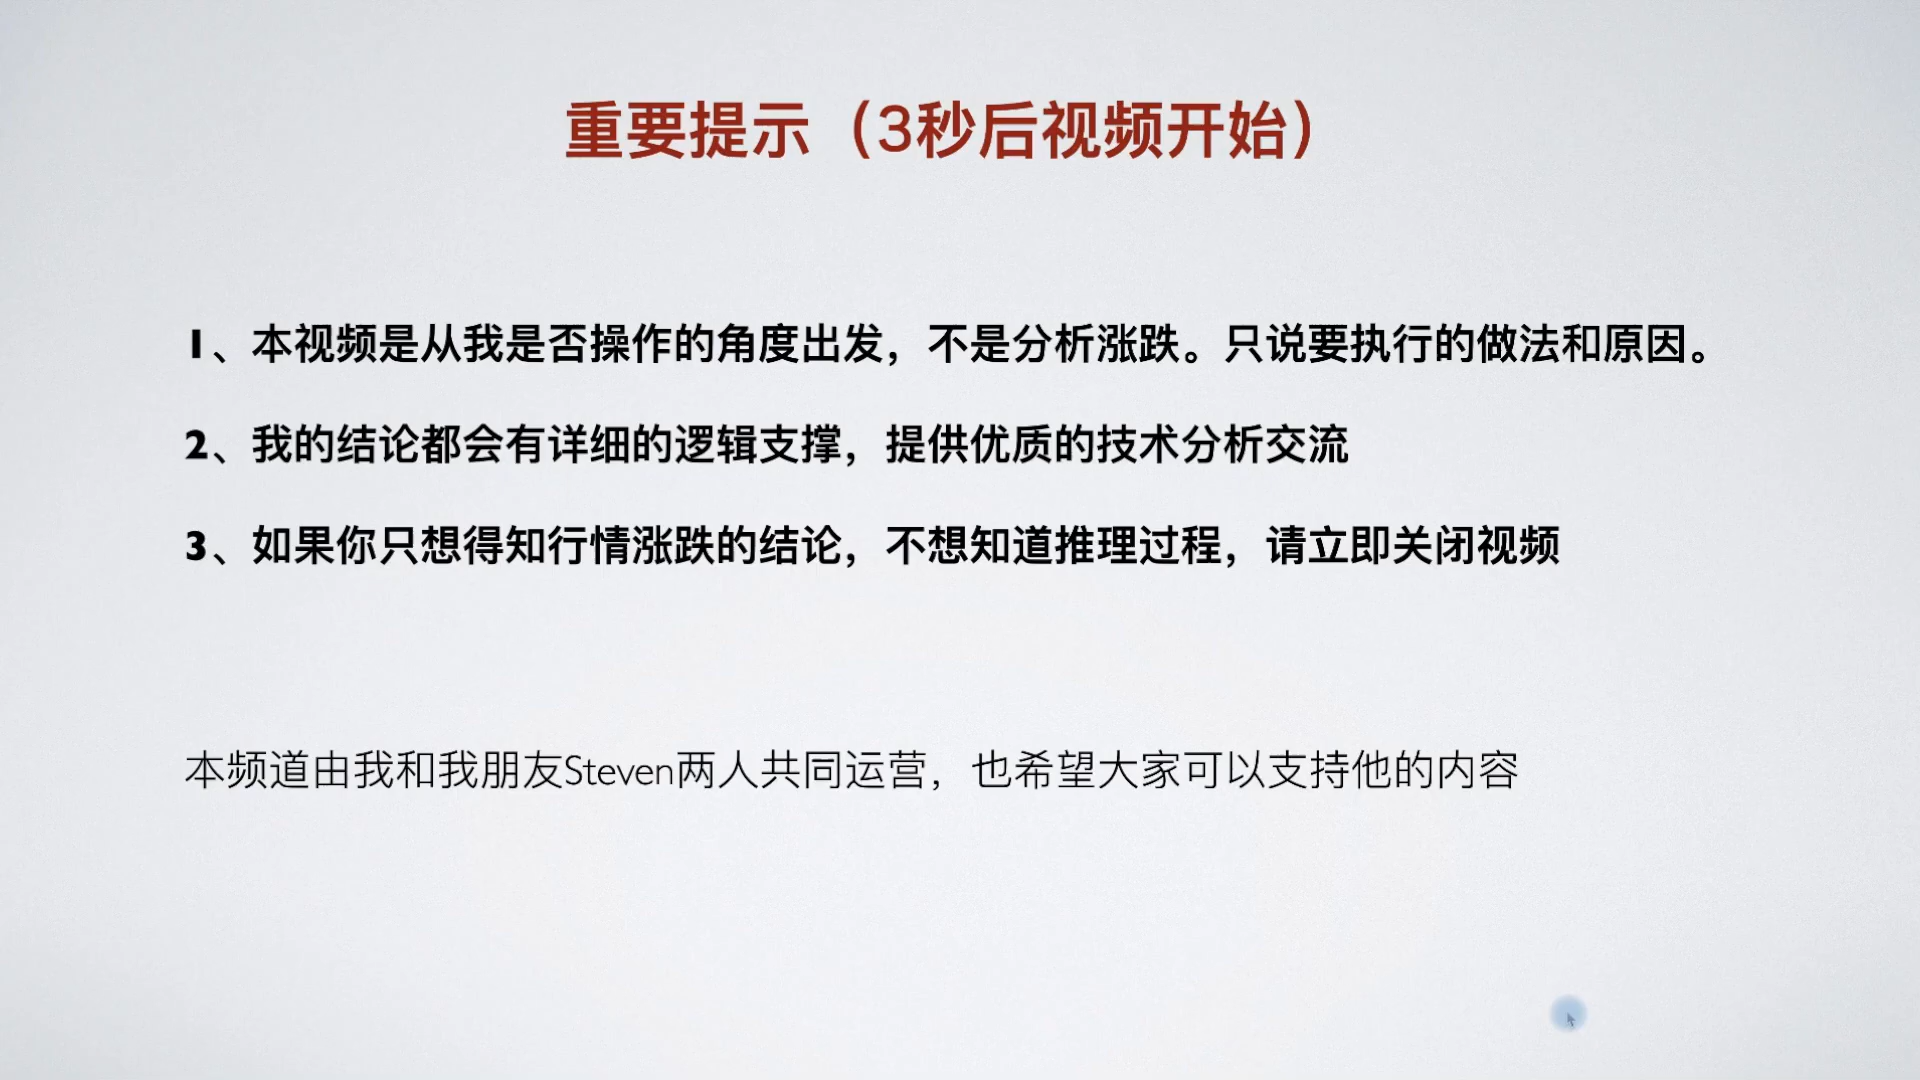 重要提示（3秒后视频开始）
1、本视频是从我是否操作的角度出发，不是分析涨跌。只说要执行的做法和原因。
2、我的结论都会有详细的逻辑支撑，提供优质的技术分析交流
3、如果你只想得知行情涨跌的结论，不想知道推理过程，请立即关闭视频
本频道由我和我朋友Steven两人共同运营，也希望大家可以支持他的内容